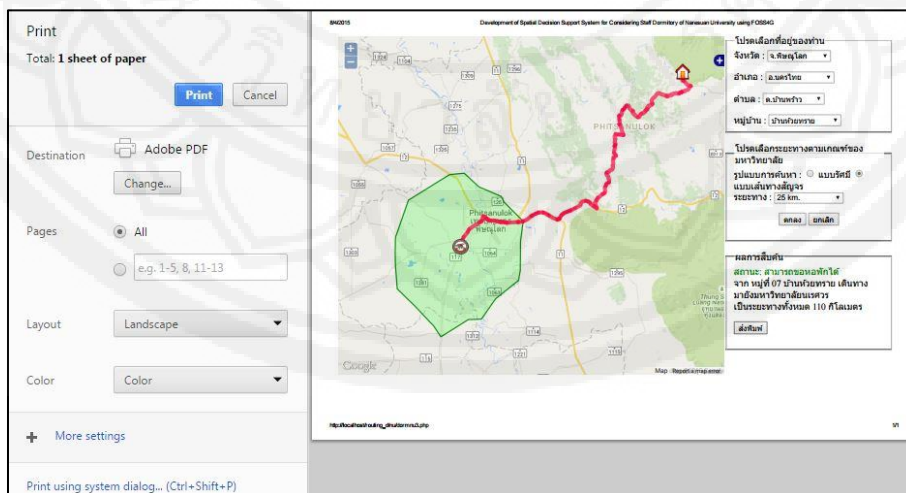 Print
Total: 1 sheet of paper
Print
Cancel
Destination
Adobe PDF
Change...
Pages
All
e.g. 1-5, 8, 11-13
Layout
Landscape
Color
Color
+ More settings
Print using system dialog... (Ctrl+Shift+P)
8/4/2015
Development of Spatial Decision Support System for Considering Staff Dormitory of Naresuan University using FOSS4G
PHITSANULOK
Phitsanulok
พิษณุโลก
Google
Map
Report a map error
โปรดเลือกที่อยู่ของท่าน
จังหวัด : จ.พิษณุโลก
อำเภอ : อ.นครไทย
ตำบล : ต.บ้านพร้าว
หมู่บ้าน : บ้านห้วยทราย
โปรดเลือกระยะทางตามเกณฑ์ของ
มหาวิทยาลัย
รูปแบบการค้นหา : แบบรัศมี
แบบเส้นทางสัญจร
ระยะทาง : 25 km.
ตกลง ยกเลิก
ผลการสืบค้น
สถานะ: สามารถขอหอพักได้
จาก หมู่ที่ 07 บ้านห้วยทราย เดินทาง
มายังมหาวิทยาลัยนเรศวร
เป็นระยะทางทั้งหมด 110 กิโลเมตร
สั่งพิมพ์
1/1